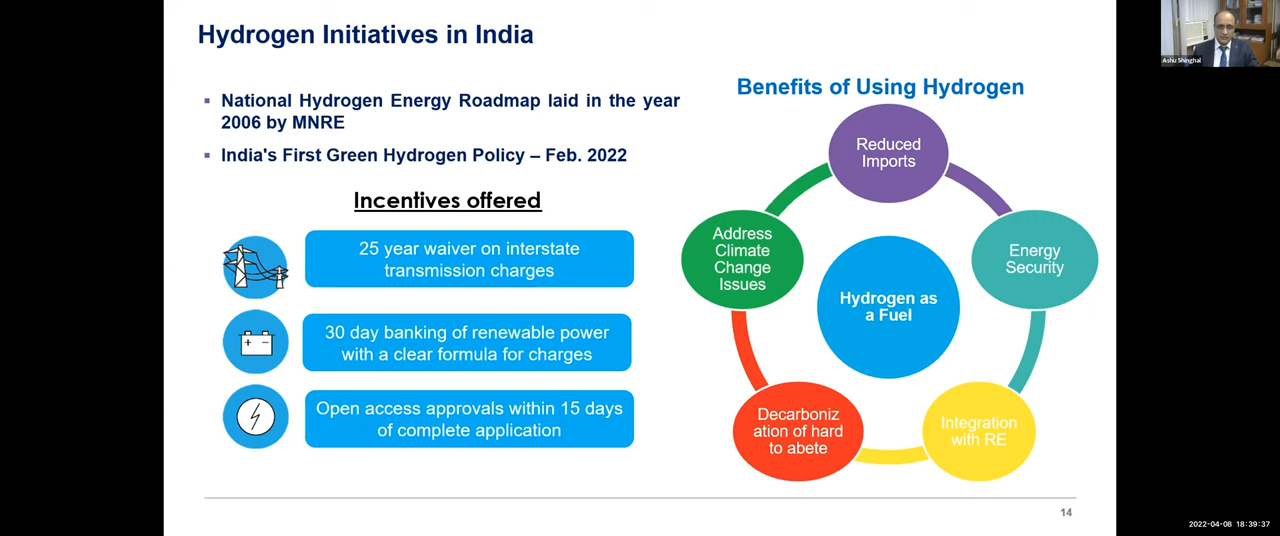 Hydrogen Initiatives in India
Ashu Shinghal
▪ National Hydrogen Energy Roadmap laid in the year
2006 by MNRE
▪ India's First Green Hydrogen Policy – Feb. 2022
Incentives offered
25 year waiver on interstate
transmission charges
30 day banking of renewable power
with a clear formula for charges
Open access approvals within 15 days
of complete application
Benefits of Using Hydrogen
Reduced
Imports
Energy
Security
Integration
with RE
Decarboniz
ation of hard
to abete
Address
Climate
Change
Issues
Hydrogen as
a Fuel
14
2022-04-08 18:39:37